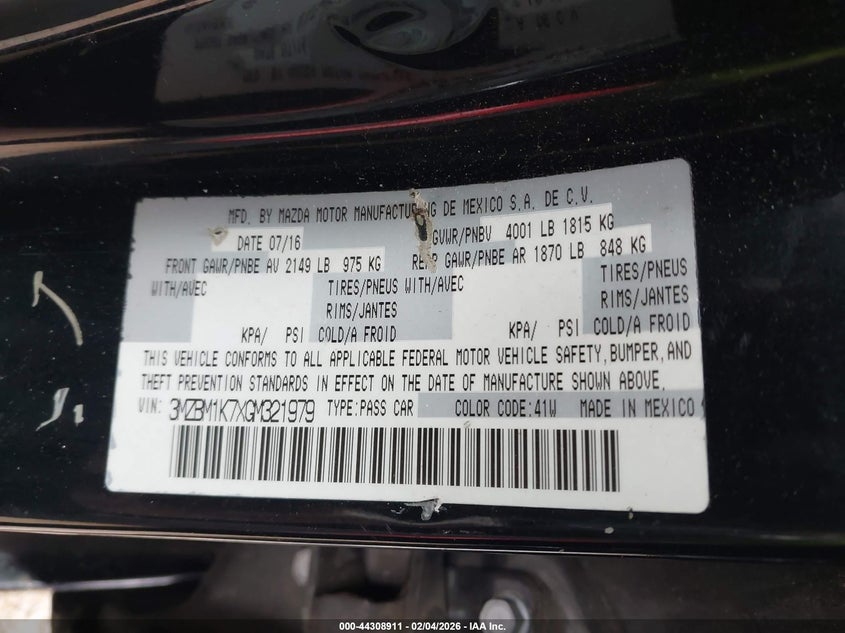 MFD. BY MAZDA MOTOR MANUFACTURING DE MEXICO S.A. DE C.V.
DATE 07/16 GVWR/PNBV 4001 LB 1815 KG
FRONT GAWR/PNBE AV 2149 LB 975 KG REAR GAWR/PNBE AR 1870 LB 848 KG
WITH/AVEC TIRES/PNEUS WITH/AVEC TIRES/PNEUS
RIMS/JANTES RIMS/JANTES
KPA/ PSI COLD/A FROID KPA/ PSI COLD/A FROID
THIS VEHICLE CONFORMS TO ALL APPLICABLE FEDERAL MOTOR VEHICLE SAFETY, BUMPER, AND
THEFT PREVENTION STANDARDS IN EFFECT ON THE DATE OF MANUFACTURE SHOWN ABOVE.
VIN: 3MZBM1K7XGM321979 TYPE:PASS CAR COLOR CODE:41W MADE IN MEXICO
000-44308911 — 02/04/2026 — IAA Inc.